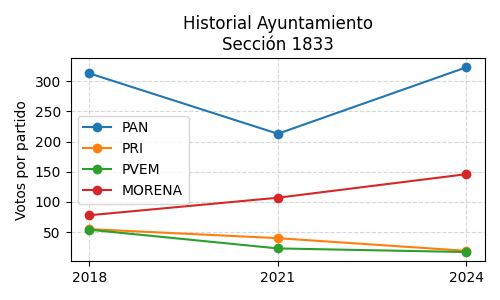 Historial Ayuntamiento
Sección 1833
Votos por partido
300
250
200
150
100
50
PAN
PRI
PVEM
MORENA
2018 2021 2024